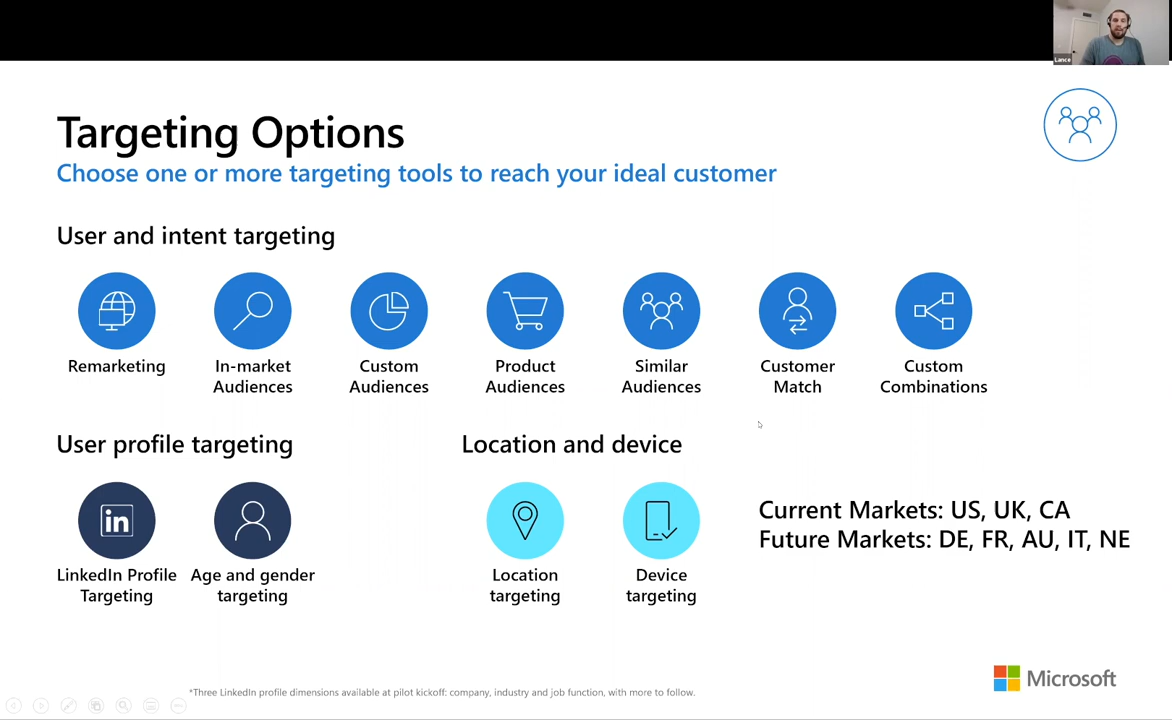 Lance
Targeting Options
Choose one or more targeting tools to reach your ideal customer
User and intent targeting
Remarketing
In-market Audiences
Custom Audiences
Product Audiences
Similar Audiences
Customer Match
Custom Combinations
User profile targeting
in
LinkedIn Profile Targeting
Age and gender targeting
Location and device
Location targeting
Device targeting
Current Markets: US, UK, CA
Future Markets: DE, FR, AU, IT, NE
*Three LinkedIn profile dimensions available at pilot kickoff: company, industry and job function, with more to follow.
Microsoft